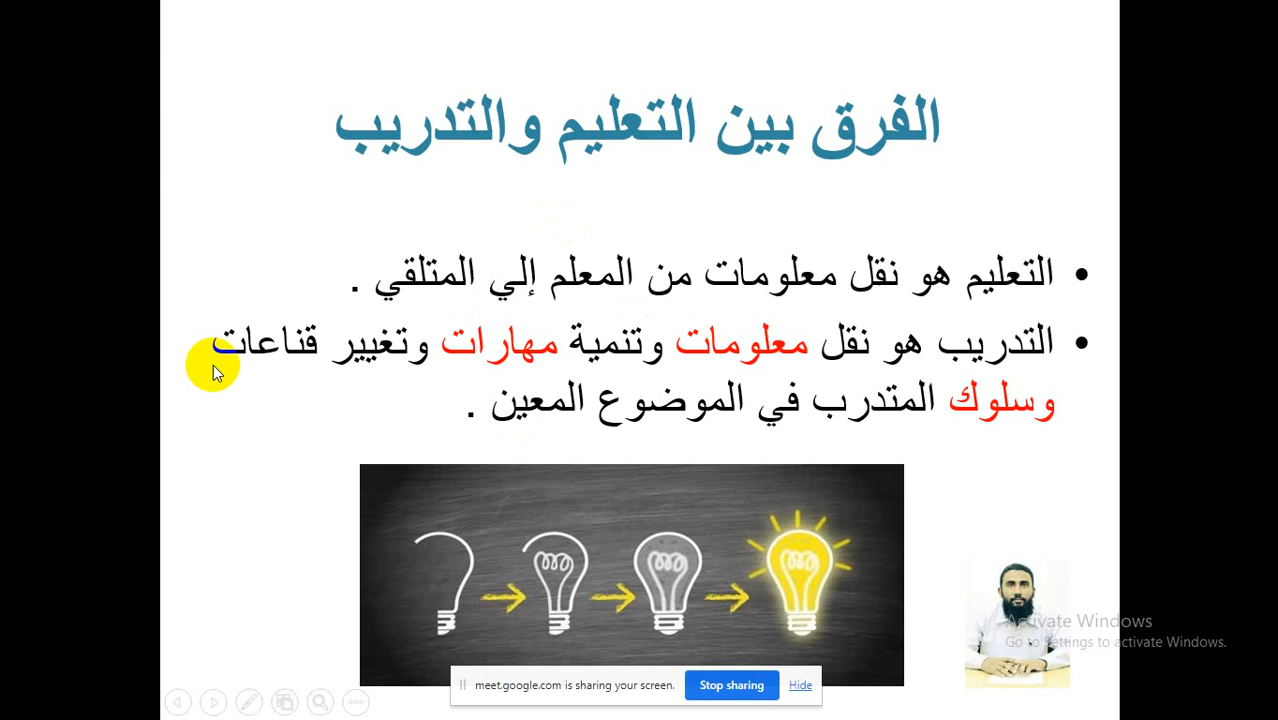 الفرق بين التعليم والتدريب
• التعليم هو نقل معلومات من المعلم إلي المتلقي .
• التدريب هو نقل معلومات وتنمية مهارات وتغيير قناعات
وسلوك المتدرب في الموضوع المعين .
Activate Windows
Go to Settings to activate Windows.
meet.google.com is sharing your screen. Stop sharing Hide